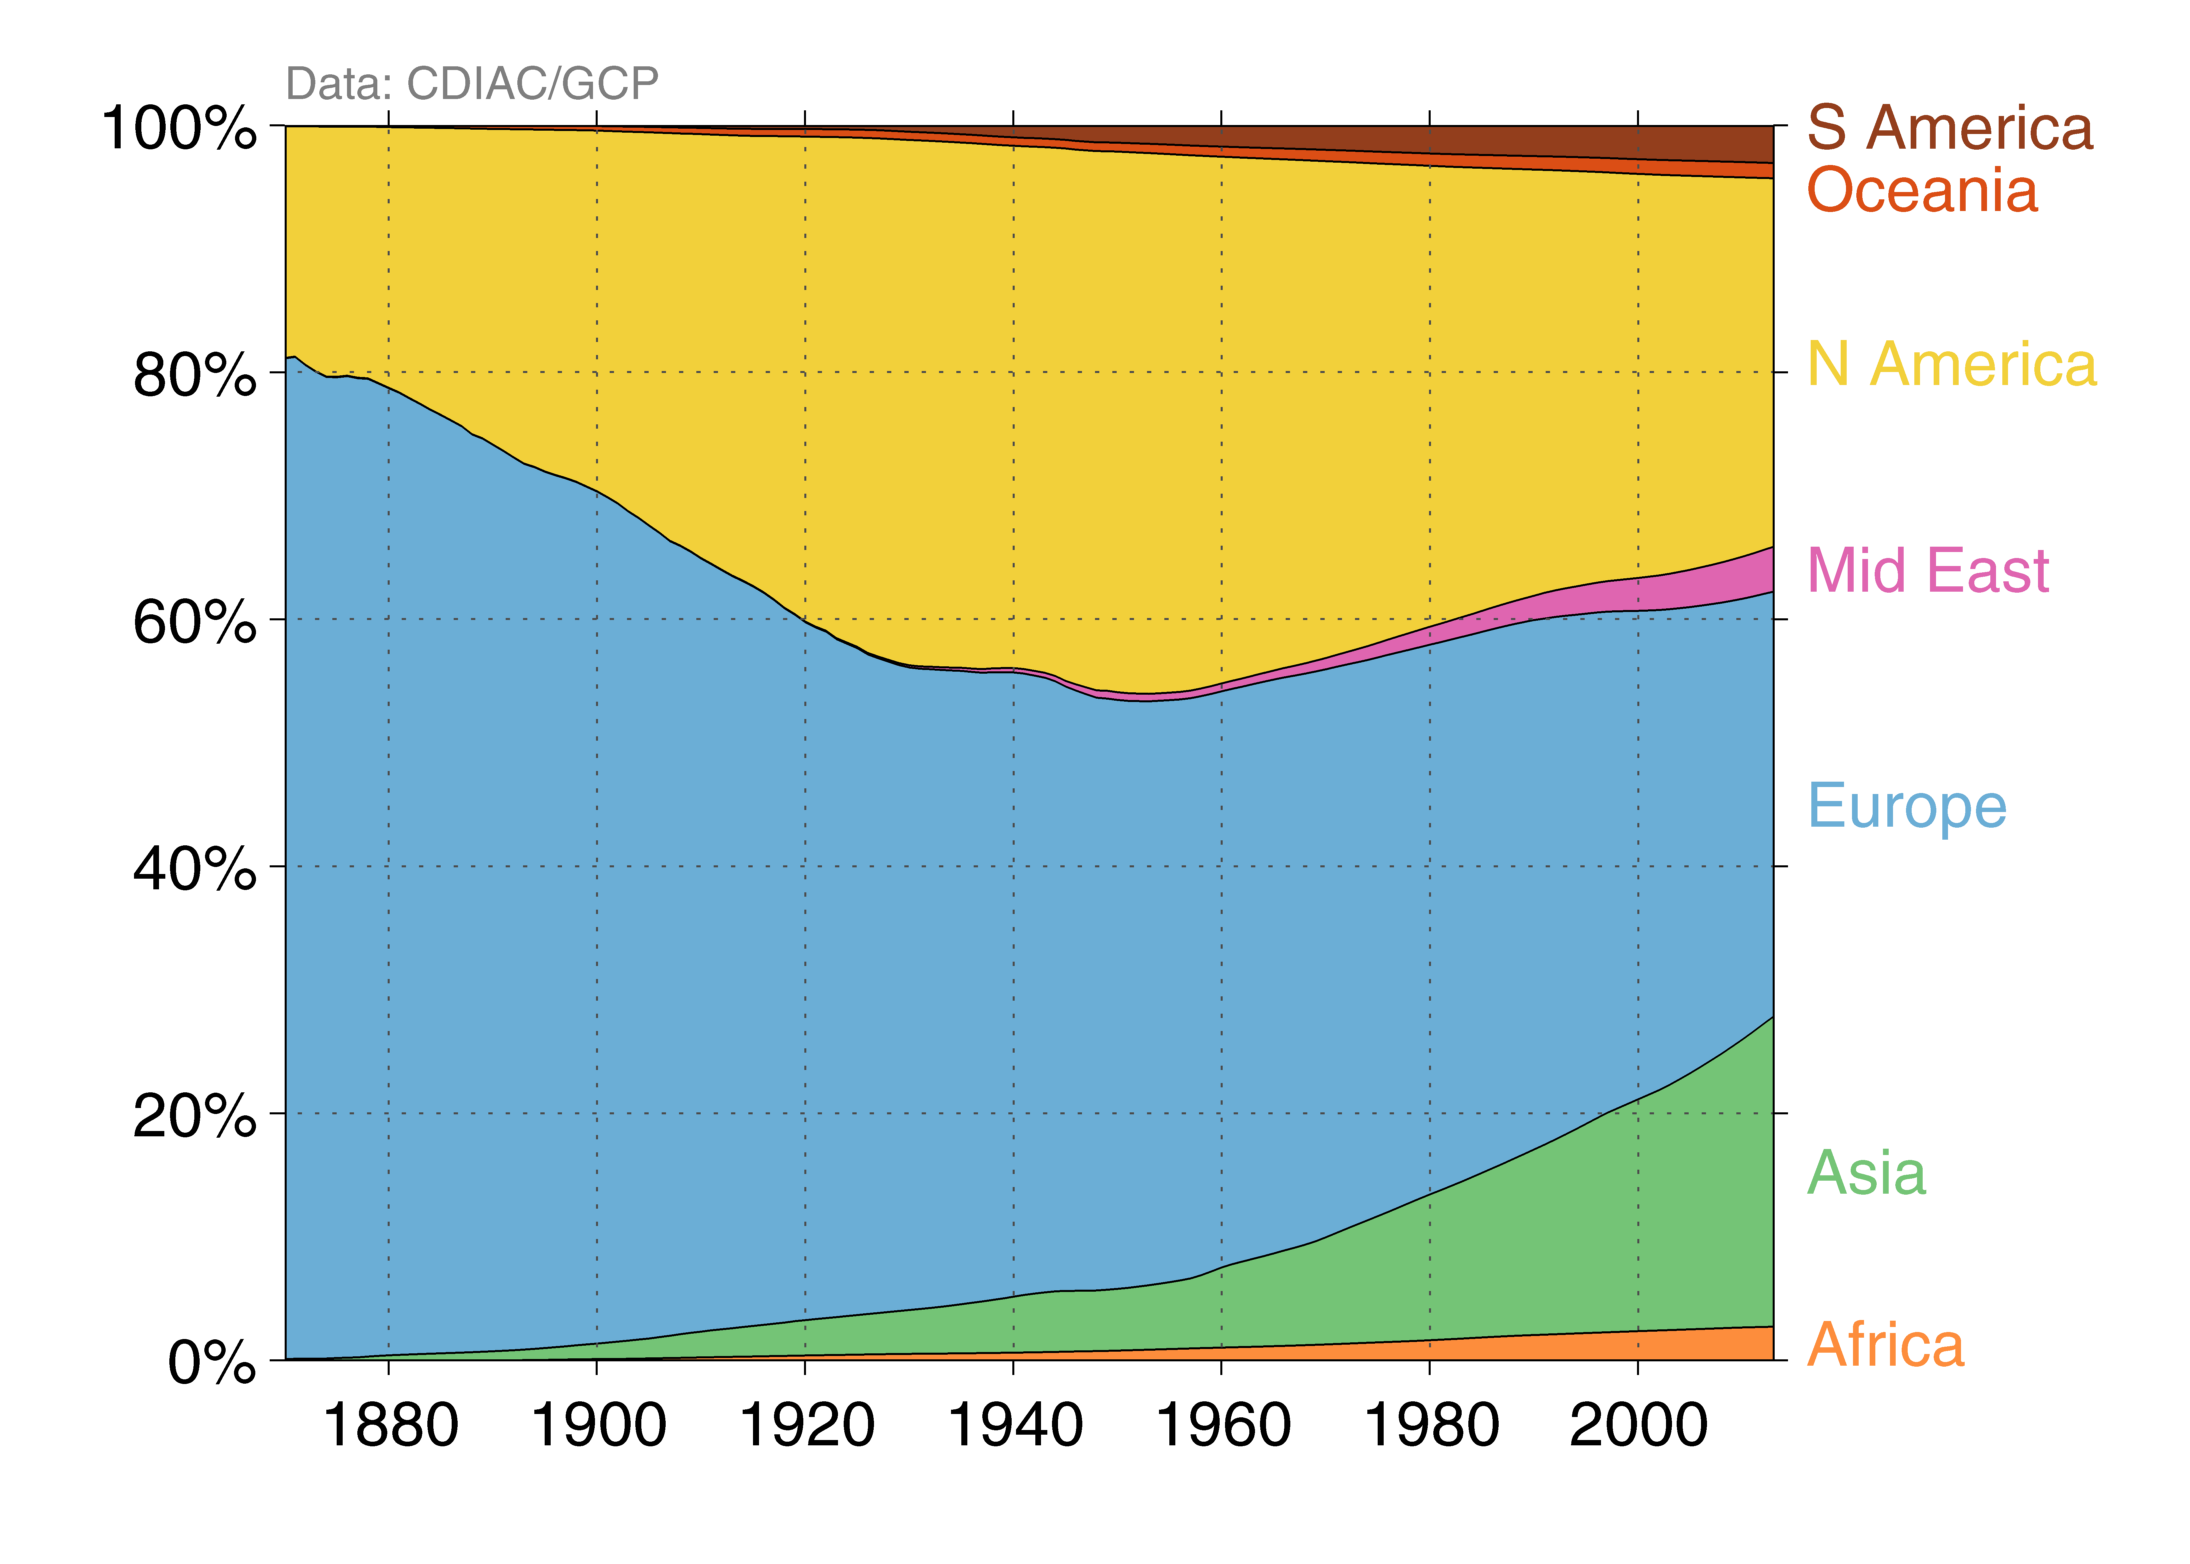 Data: CDIAC/GCP
100%
80%
60%
40%
20%
0%
1880 1900 1920 1940 1960 1980 2000
S America
Oceania
N America
Mid East
Europe
Asia
Africa